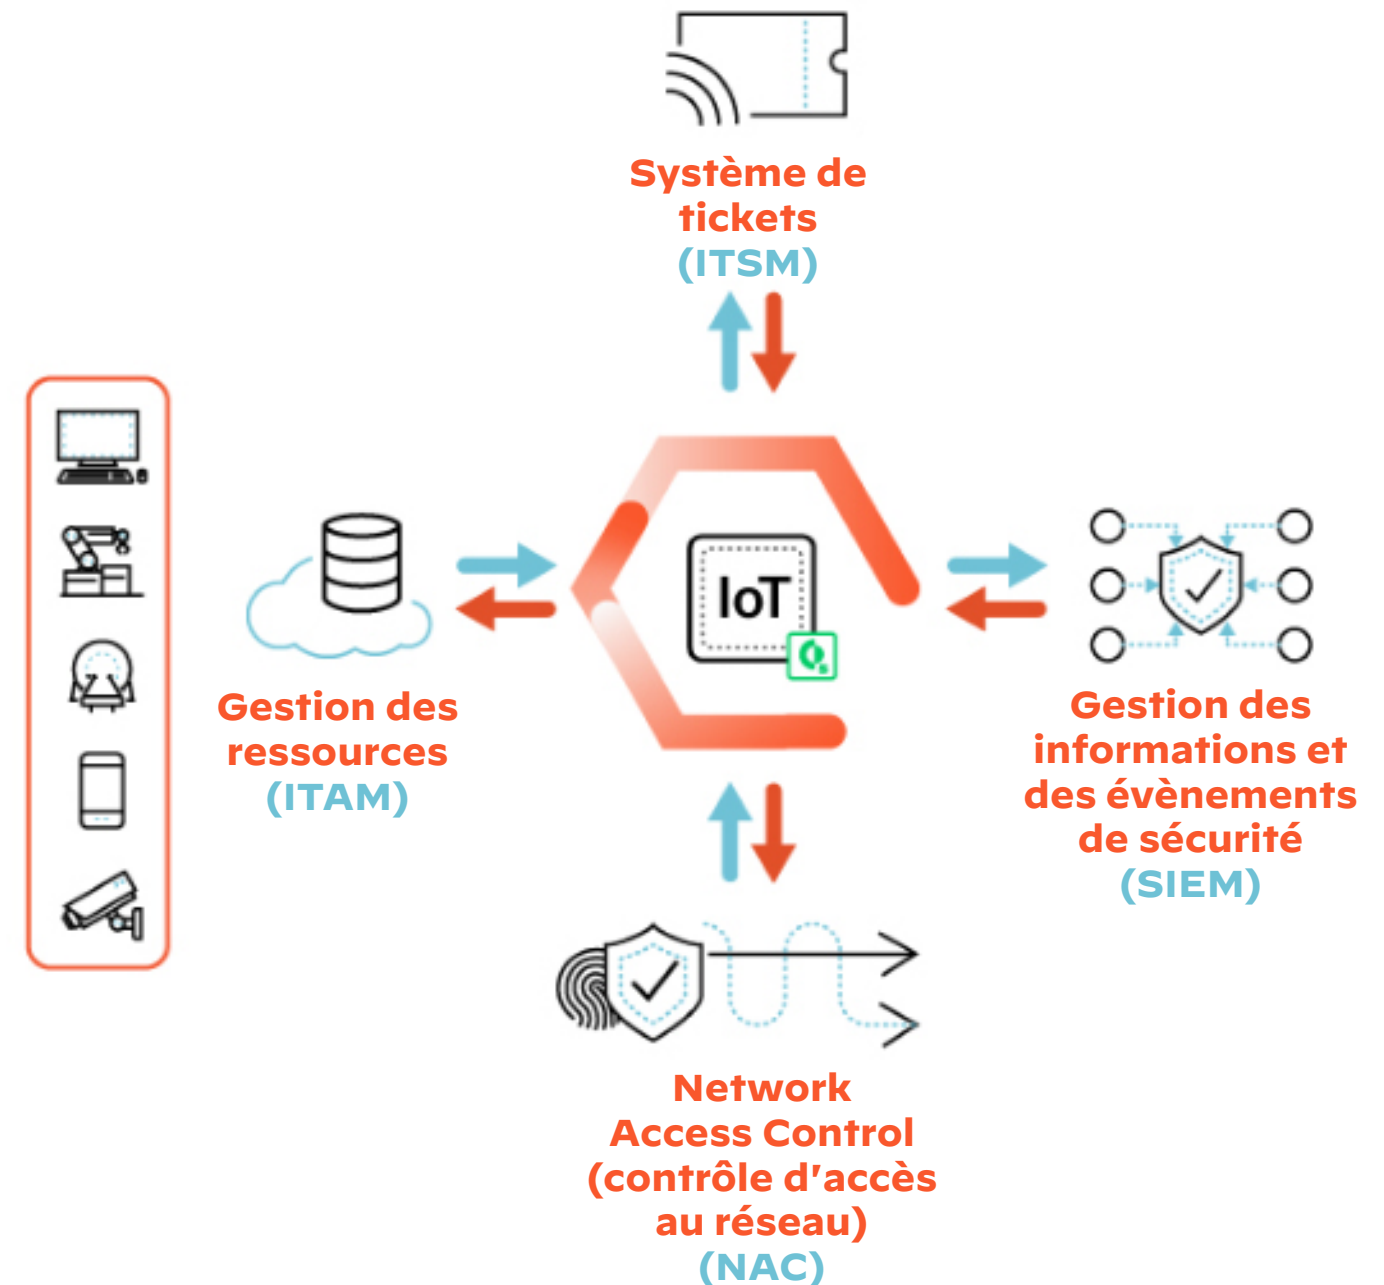 Système de
tickets
(ITSM)
IoT
s
Gestion des
ressources
(ITAM)
Gestion des
informations et
des évènements
de sécurité
(SIEM)
Network
Access Control
(contrôle d'accès
au réseau)
(NAC)